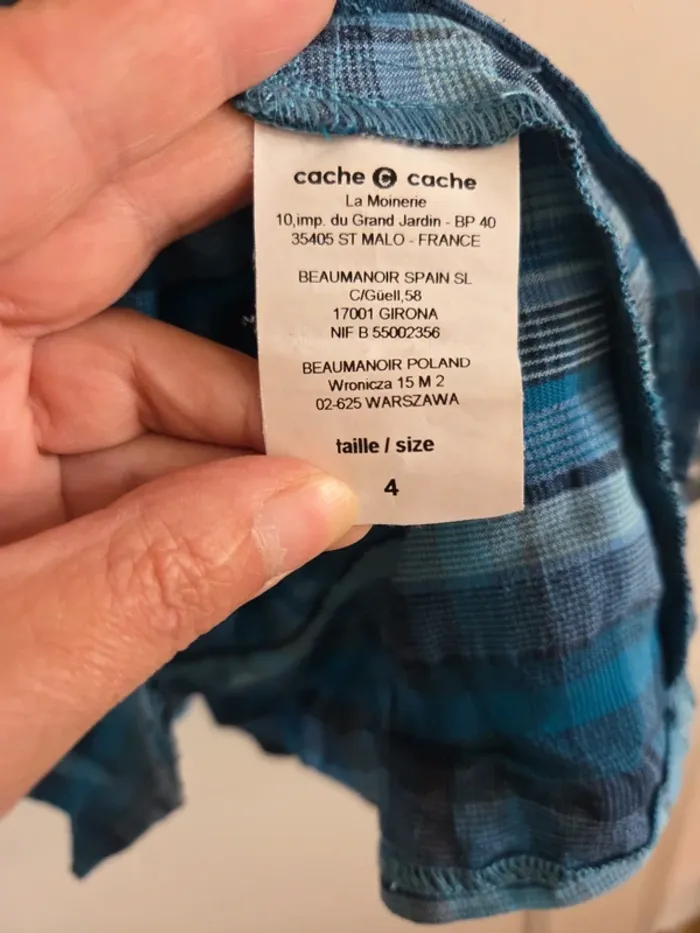 cache C cache
La Moinerie
10,imp. du Grand Jardin - BP 40
35405 ST MALO - FRANCE
BEAUMANOIR SPAIN SL
C/Güell,58
17001 GIRONA
NIF B 55002356
BEAUMANOIR POLAND
Wronicza 15 M 2
02-625 WARSZAWA
taille / size
4